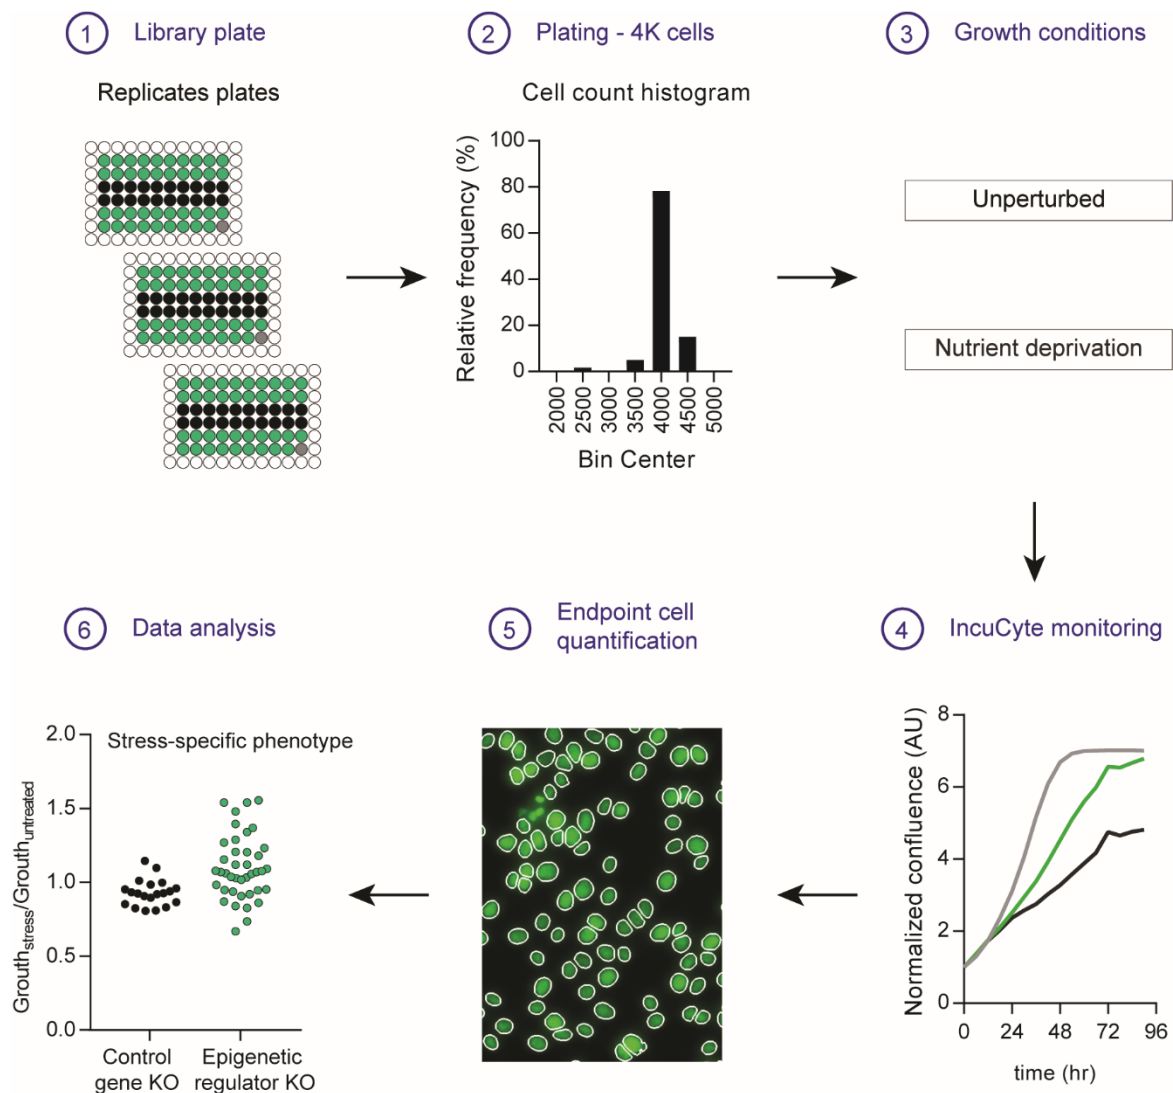 1 Library plate
Replicates plates
2 Plating - 4K cells
Cell count histogram
Relative frequency (%)
100
80
60
40
20
0
2000 2500 3000 3500 4000 4500 5000
Bin Center
3 Growth conditions
Unperturbed
Nutrient deprivation
4 IncuCyte monitoring
Normalized confluence (AU)
8
6
4
2
0
0 24 48 72 96
time (hr)
5 Endpoint cell
quantification
6 Data analysis
Stress-specific phenotype
Grouth stress/Grouth untreated
2.0
1.5
1.0
0.5
0.0
Control
gene KO
Epigenetic
regulator KO